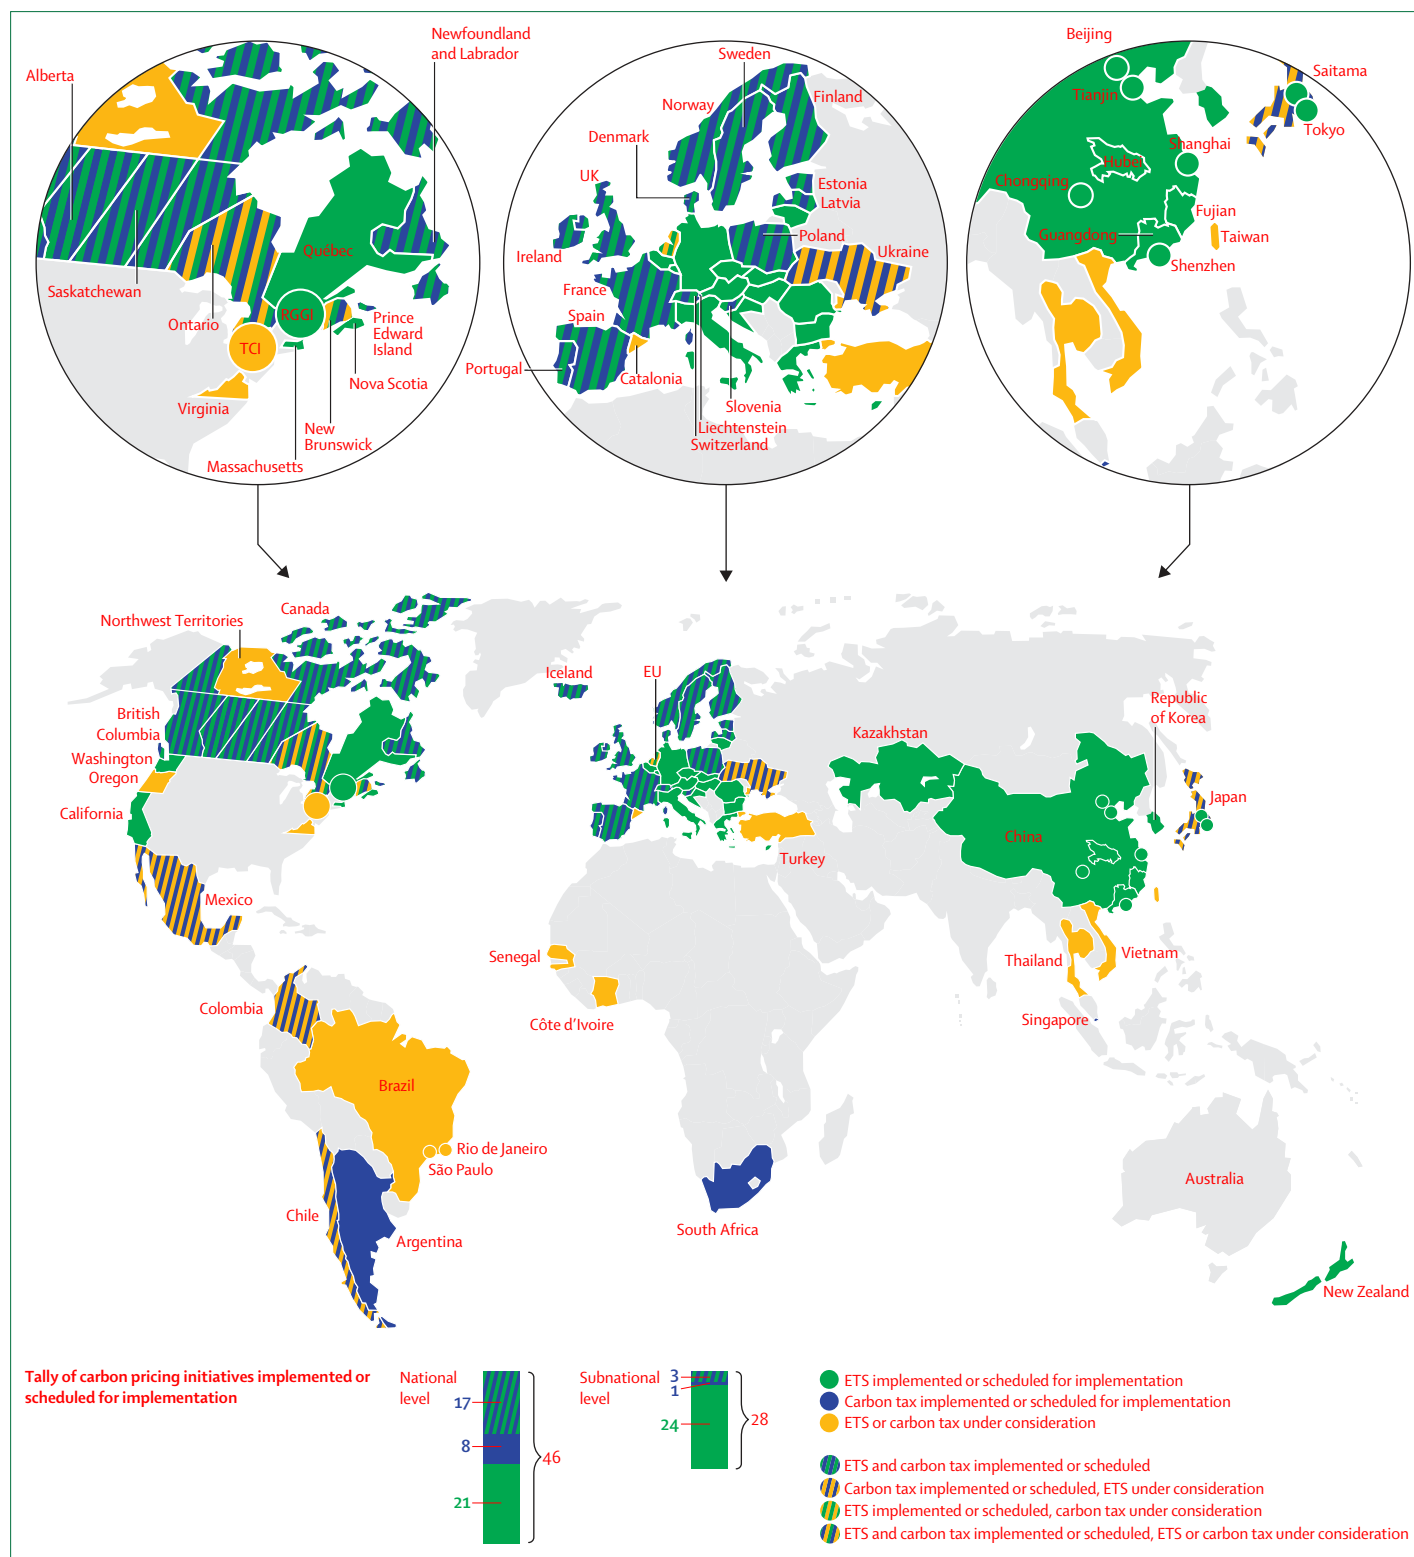 Alberta
Newfoundland
and Labrador
Québec
Saskatchewan
Ontario
RGGI
TCI
Prince
Edward
Island
Nova Scotia
Virginia
New
Brunswick
Massachusetts
Sweden
Norway
Finland
Denmark
UK
Estonia
Latvia
Poland
Ukraine
Ireland
France
Spain
Portugal
Catalonia
Slovenia
Liechtenstein
Switzerland
Beijing
Saitama
Tianjin
Tokyo
Shanghai
Hubei
Chongqing
Fujian
Guangdong
Taiwan
Shenzhen
Northwest Territories
Canada
Iceland
EU
Republic
of Korea
British
Columbia
Kazakhstan
Washington
Oregon
California
Japan
China
Turkey
Mexico
Senegal
Thailand
Vietnam
Colombia
Côte d’Ivoire
Singapore
Brazil
Rio de Janeiro
São Paulo
Australia
Chile
Argentina
South Africa
New Zealand
Tally of carbon pricing initiatives implemented or
scheduled for implementation
National
level
17
8
46
21
Subnational
level
3
1
24
28
ETS implemented or scheduled for implementation
Carbon tax implemented or scheduled for implementation
ETS or carbon tax under consideration
ETS and carbon tax implemented or scheduled
Carbon tax implemented or scheduled, ETS under consideration
ETS implemented or scheduled, carbon tax under consideration
ETS and carbon tax implemented or scheduled, ETS or carbon tax under consideration